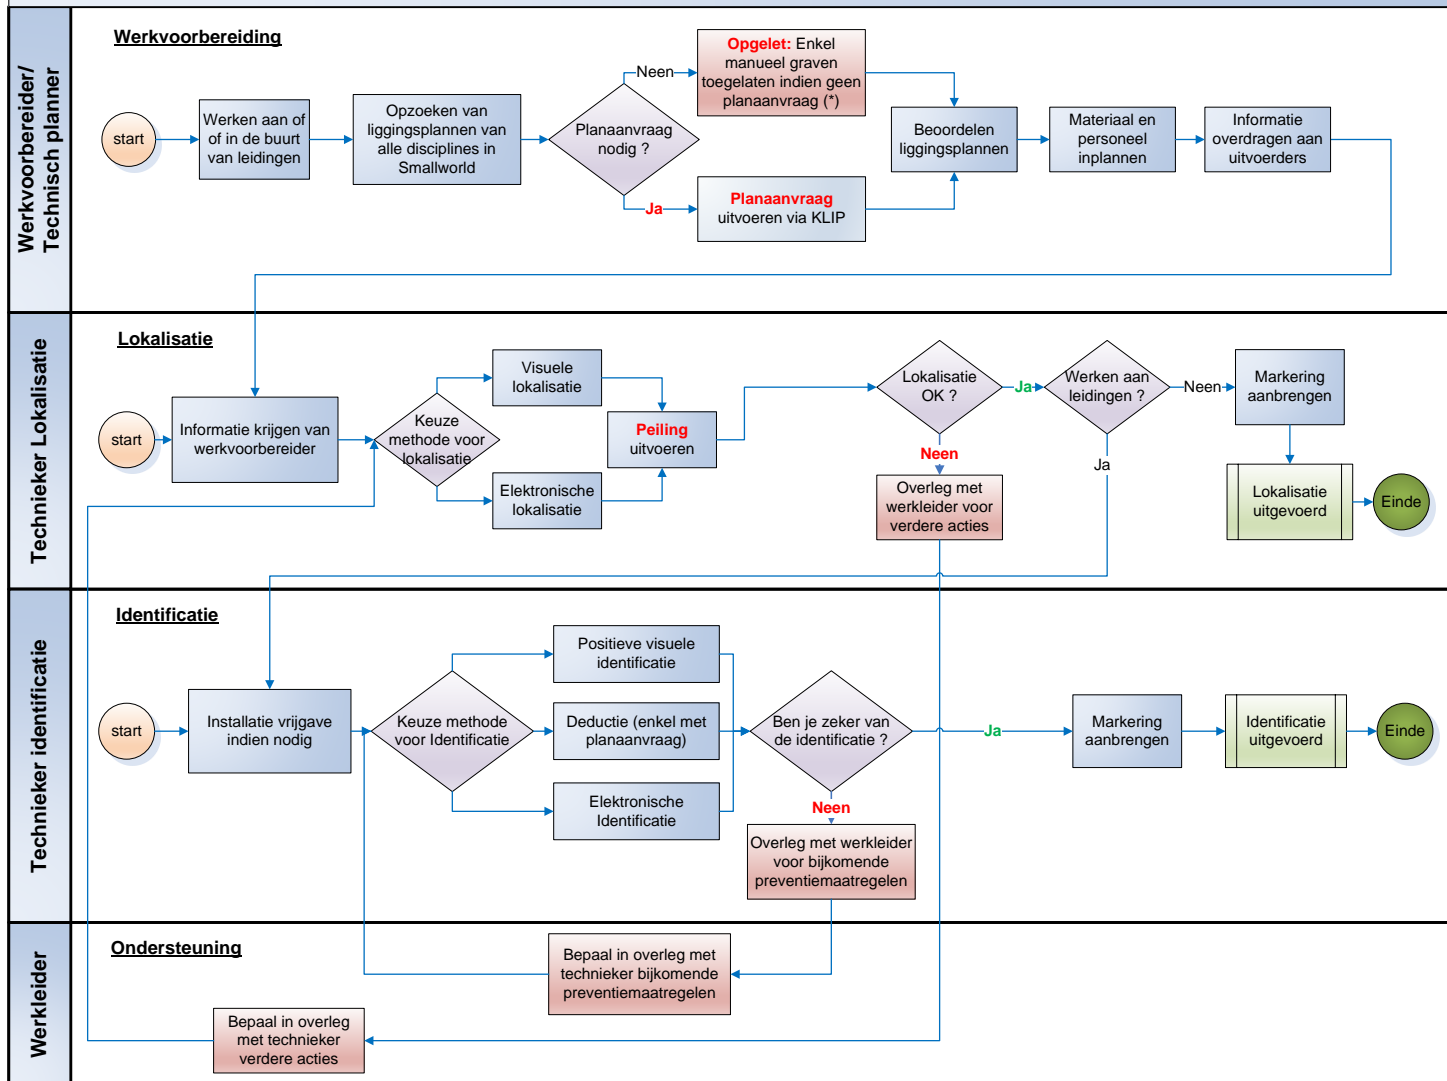 Werkvoorbereider/
Technisch planner
Werkvoorbereiding
start
Werken aan of
of in de buurt
van leidingen
Opzoeken van
liggingsplannen van
alle disciplines in
Smallworld
Planaanvraag
nodig ?
Neen
Opgelet: Enkel
manueel graven
toegelaten indien geen
planaanvraag (*)
Ja
Planaanvraag
uitvoeren via KLIP
Beoordelen
liggingsplannen
Materiaal en
personeel
inplannen
Informatie
overdragen aan
uitvoerders
Technieker Lokalisatie
Lokalisatie
start
Informatie krijgen van
werkvoorbereider
Keuze
methode voor
lokalisatie
Visuele
lokalisatie
Elektronische
lokalisatie
Peiling
uitvoeren
Lokalisatie
OK ?
Ja
Neen
Overleg met
werkleider voor
verdere acties
Werken aan
leidingen ?
Neen
Ja
Markering
aanbrengen
Lokalisatie
uitgevoerd
Einde
Technieker identificatie
Identificatie
start
Installatie vrijgave
indien nodig
Keuze methode
voor Identificatie
Positieve visuele
identificatie
Deductie (enkel met
planaanvraag)
Elektronische
Identificatie
Ben je zeker van
de identificatie ?
Ja
Neen
Overleg met werkleider
voor bijkomende
preventiemaatregelen
Markering
aanbrengen
Identificatie
uitgevoerd
Einde
Werkleider
Ondersteuning
Bepaal in overleg met
technieker bijkomende
preventiemaatregelen
Bepaal in overleg
met technieker
verdere acties